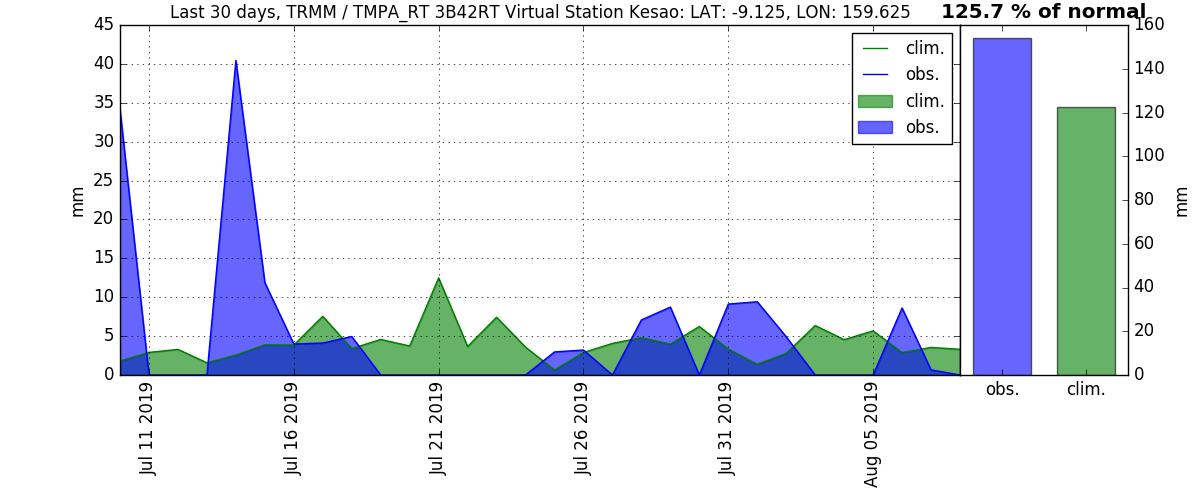 Last 30 days, TRMM / TMPA_RT 3B42RT Virtual Station Kesao: LAT: -9.125, LON: 159.625
125.7 % of normal
45
40
35
30
25
20
15
10
5
0
mm
clim.
obs.
clim.
obs.
Jul 11 2019
Jul 16 2019
Jul 21 2019
Jul 26 2019
Jul 31 2019
Aug 05 2019
160
140
120
100
80
60
40
20
0
mm
obs.
clim.